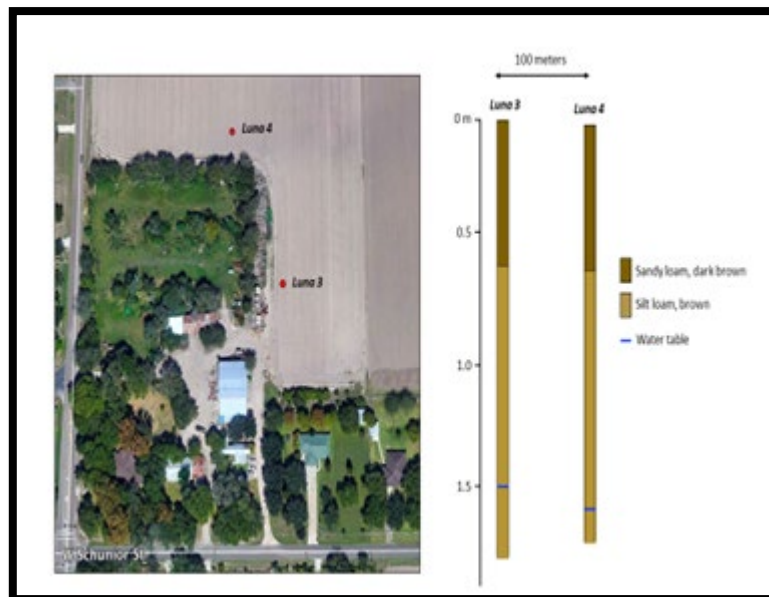 Luna 4
Luna 3
W Schunior St
100 meters
Luna 3
Luna 4
0 m
0.5
1.0
1.5
Sandy loam, dark brown
Silt loam, brown
Water table